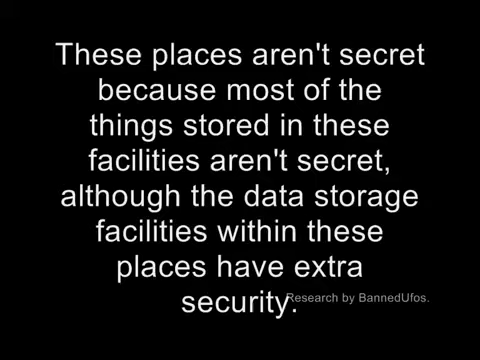 These places aren't secret
because most of the
things stored in these
facilities aren't secret,
although the data storage
facilities within these
places have extra
security.
Research by BannedUfos.